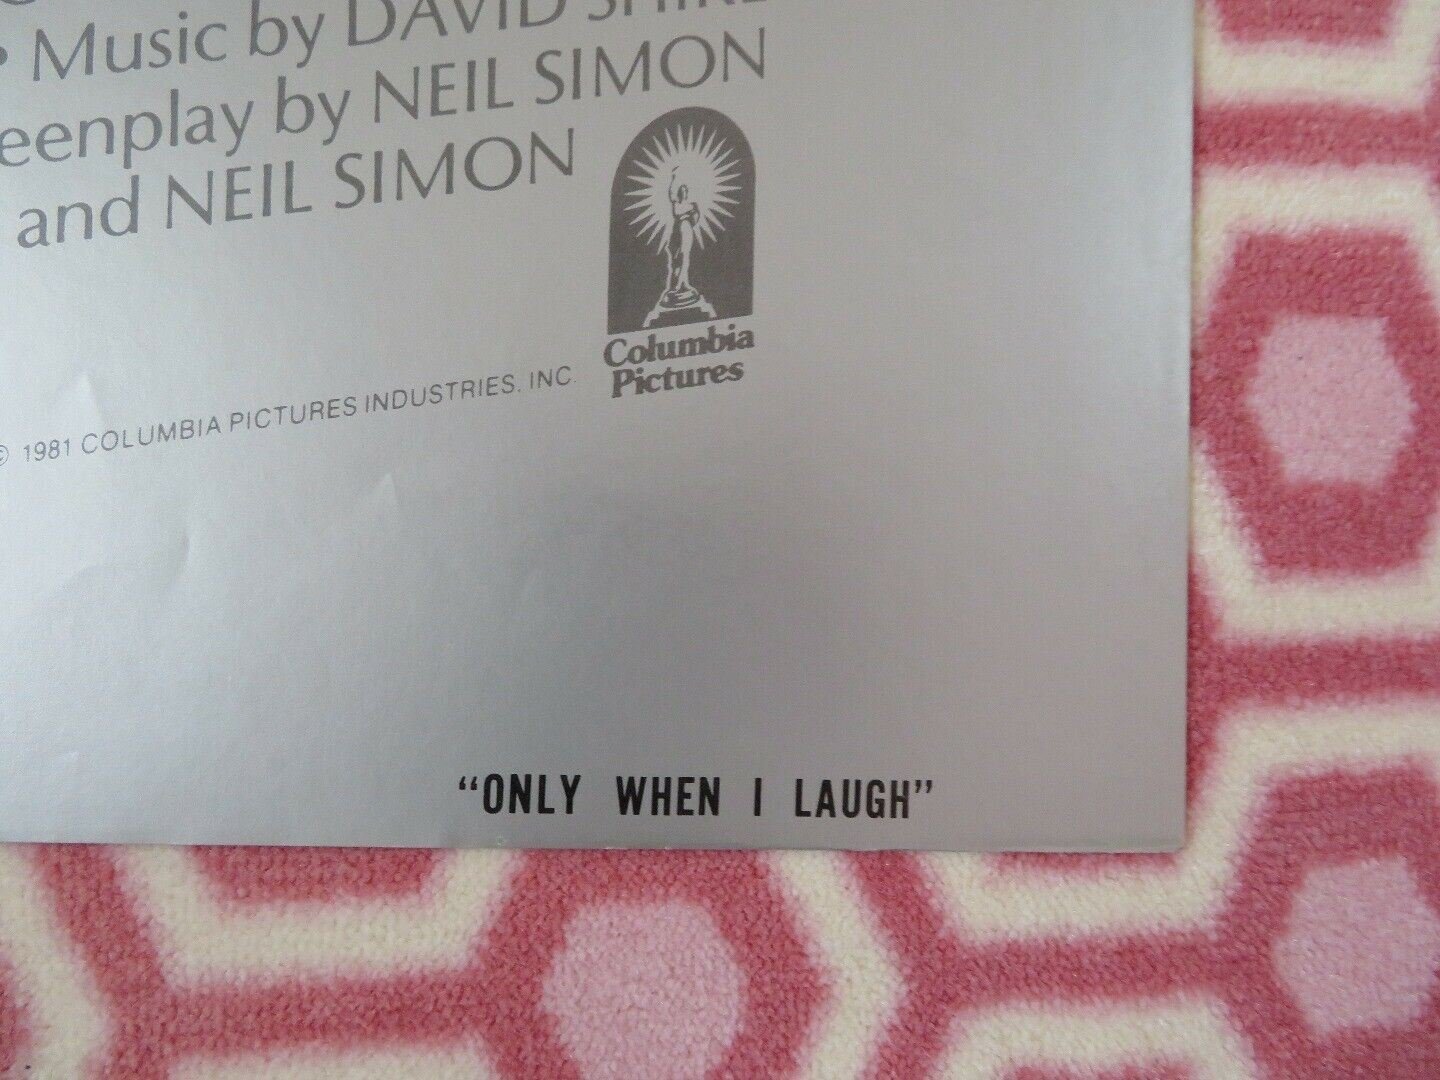 • Music by DAVID SHIRE
eenplay by NEIL SIMON
and NEIL SIMON
Columbia
Pictures
© 1981 COLUMBIA PICTURES INDUSTRIES, INC.
"ONLY WHEN I LAUGH"